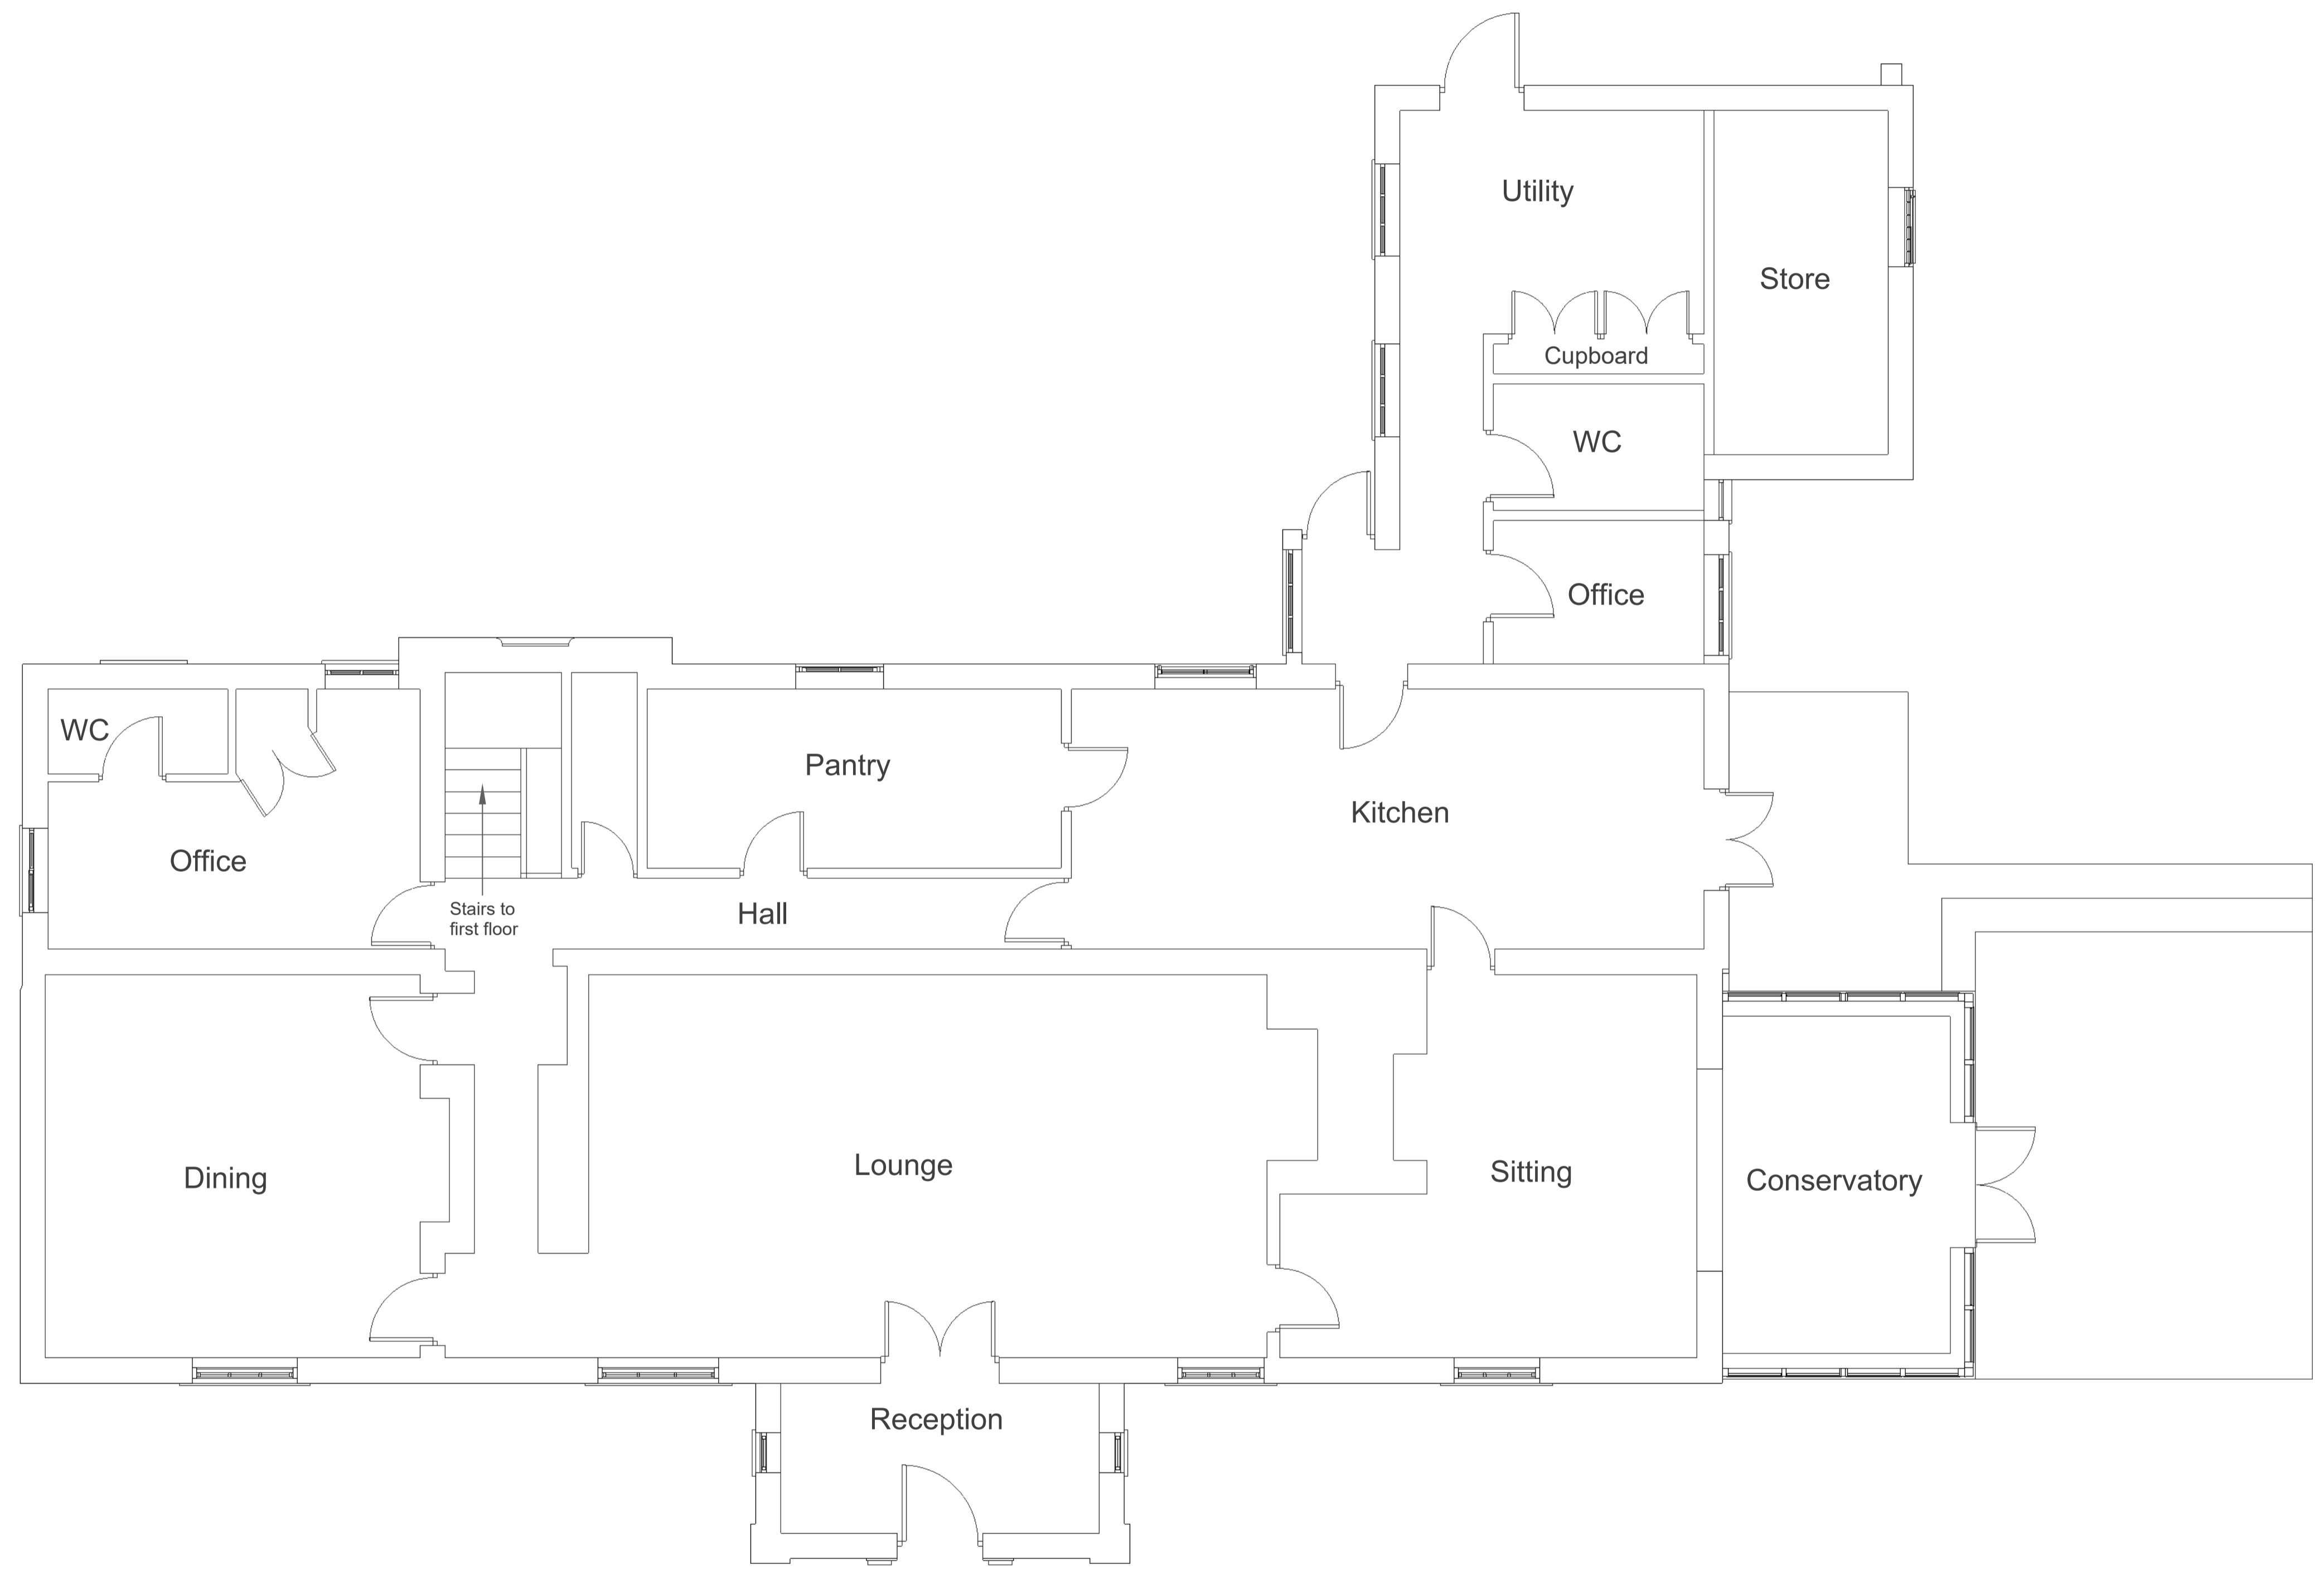 Utility
Store
Cupboard
WC
Office
WC
Pantry
Kitchen
Office
Stairs to
first floor
Hall
Lounge
Dining
Sitting
Conservatory
Reception